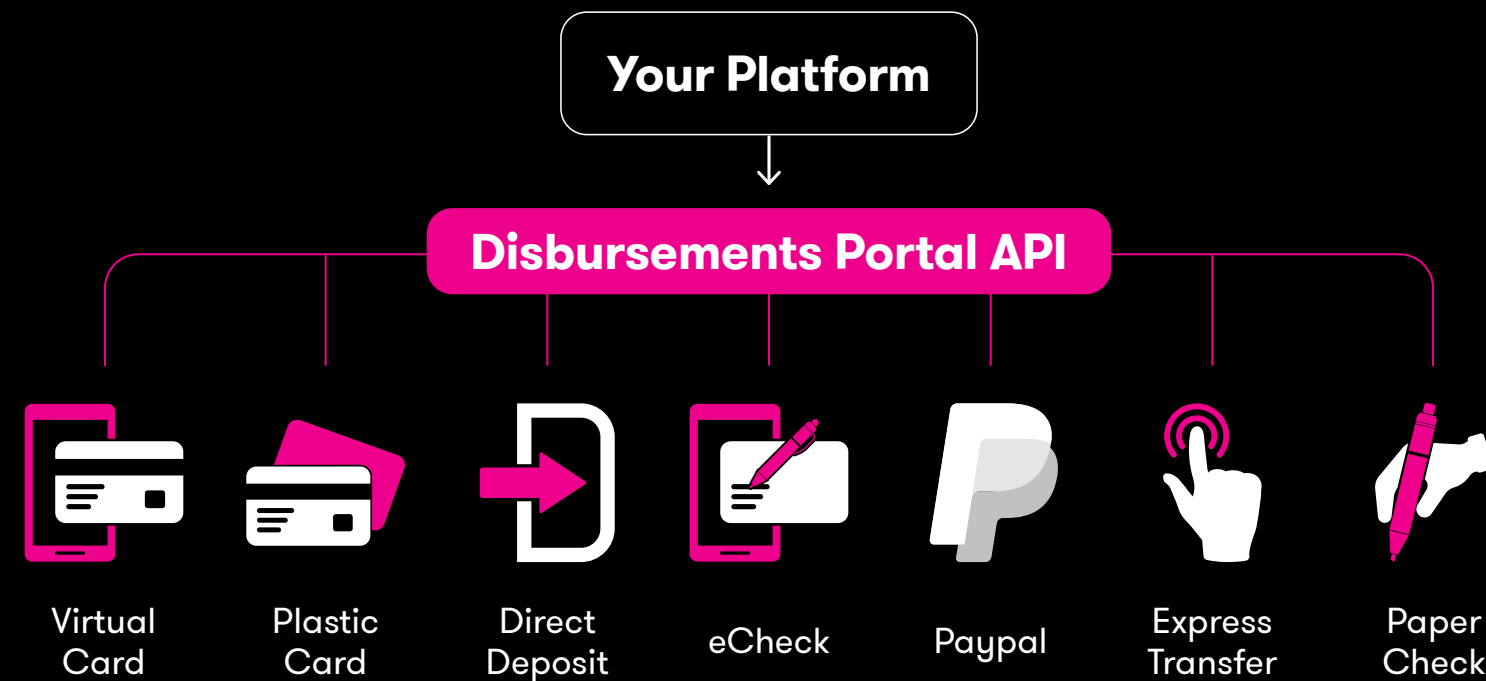 Your Platform
Disbursements Portal API
Virtual
Card
Plastic
Card
Direct
Deposit
eCheck
Paypal
Express
Transfer
Paper
Check